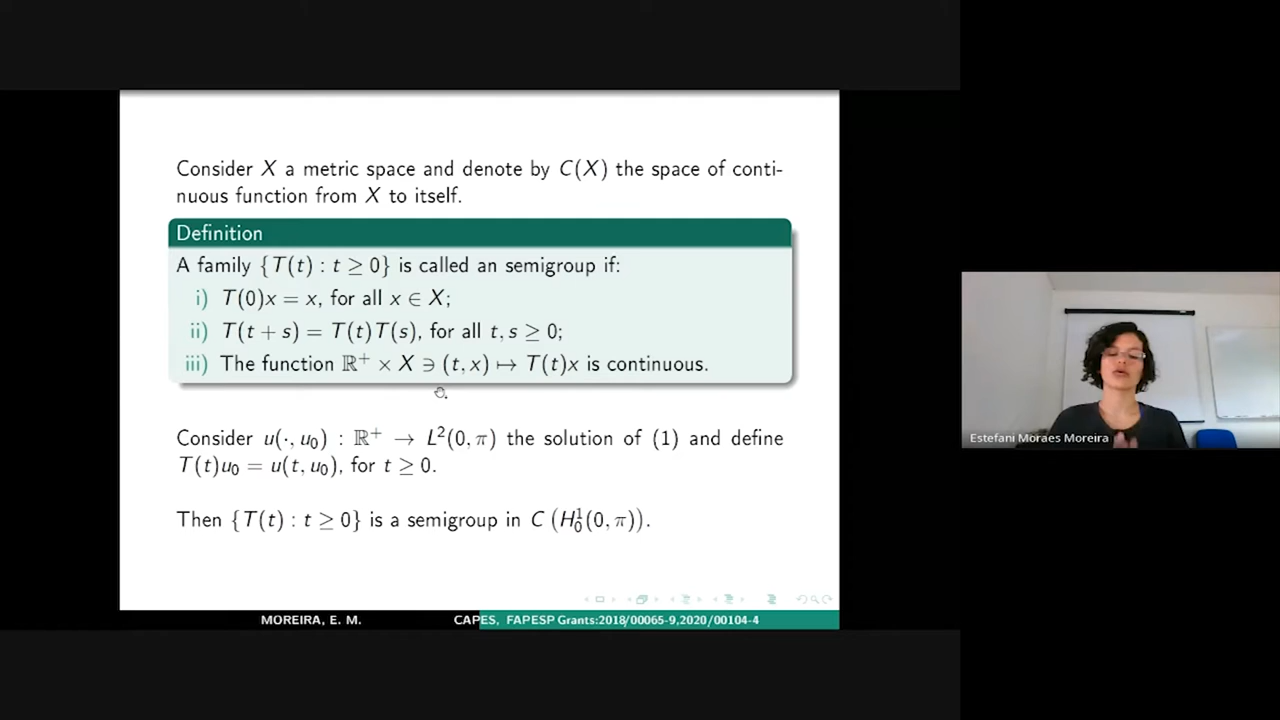 Consider X a metric space and denote by C(X) the space of conti-
nuous function from X to itself.
Definition
A family {T(t) : t ≥ 0} is called an semigroup if:
i) T(0)x = x, for all x ∈ X;
ii) T(t + s) = T(t)T(s), for all t, s ≥ 0;
iii) The function ℝ⁺ × X ∋ (t, x) ↦ T(t)x is continuous.
Consider u(·, u₀) : ℝ⁺ → L²(0, π) the solution of (1) and define
T(t)u₀ = u(t, u₀), for t ≥ 0.
Then {T(t) : t ≥ 0} is a semigroup in C (H₀¹(0, π)).
MOREIRA, E. M. CAPES, FAPESP Grants:2018/00065-9,2020/00104-4
Estefani Moraes Moreira